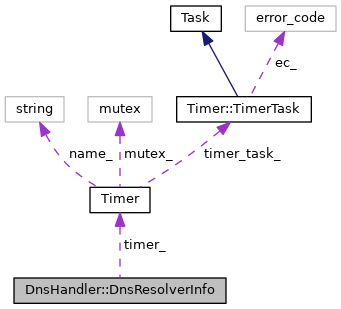 Task
error_code
ec_
string
mutex
Timer::TimerTask
name_
mutex_
timer_task_
Timer
timer_
DnsHandler::DnsResolverInfo